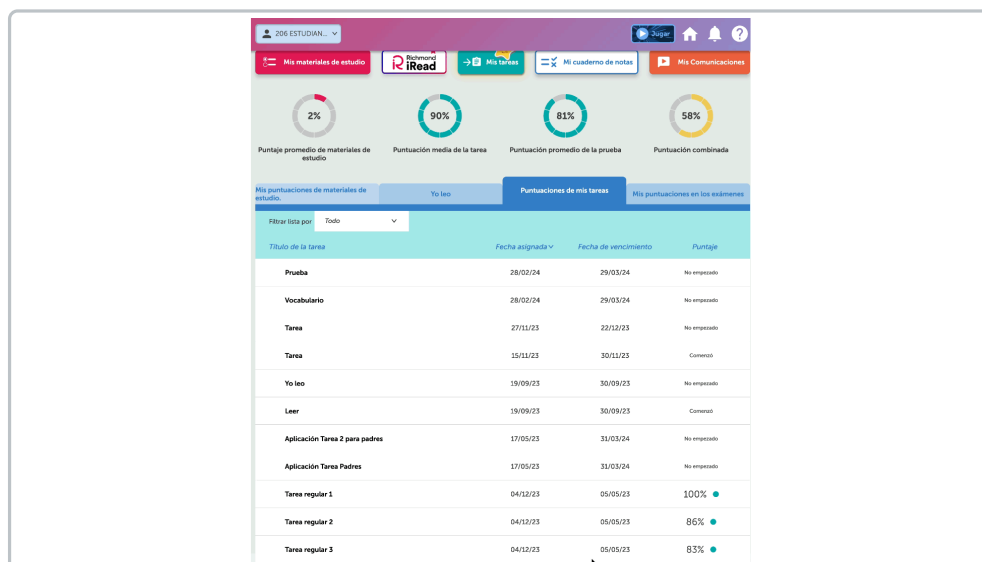 206 ESTUDIAN...
Jugar
Mis materiales de estudio
Richmond
iRead
Mis tareas
Mi cuaderno de notas
Mis Comunicaciones
2%
90%
81%
58%
Puntaje promedio de materiales de
estudio
Puntuación media de la tarea
Puntuación promedio de la prueba
Puntuación combinada
Mis puntuaciones de materiales de
estudio.
Yo leo
Puntuaciones de mis tareas
Mis puntuaciones en los exámenes
Filtrar lista por Todo
Título de la tarea Fecha asignada Fecha de vencimiento Puntaje
Prueba 28/02/24 29/03/24 No empezado
Vocabulario 28/02/24 29/03/24 No empezado
Tarea 27/11/23 22/12/23 No empezado
Tarea 15/11/23 30/11/23 Comenzó
Yo leo 19/09/23 30/09/23 No empezado
Leer 19/09/23 30/09/23 Comenzó
Aplicación Tarea 2 para padres 17/05/23 31/03/24 No empezado
Aplicación Tarea Padres 17/05/23 31/03/24 No empezado
Tarea regular 1 04/12/23 05/05/23 100%
Tarea regular 2 04/12/23 05/05/23 86%
Tarea regular 3 04/12/23 05/05/23 83%